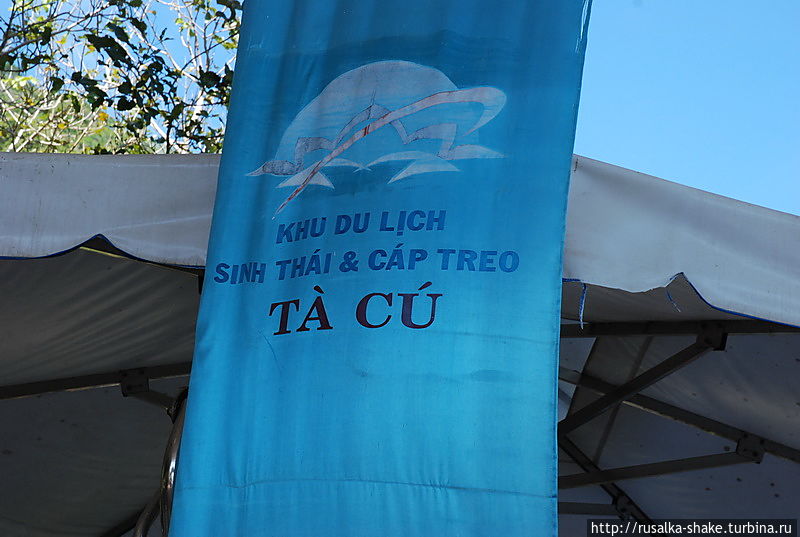 KHU DU LỊCH
SINH THÁI & CÁP TREO
TÀ CÚ
http://rusalka-shake.turbina.ru